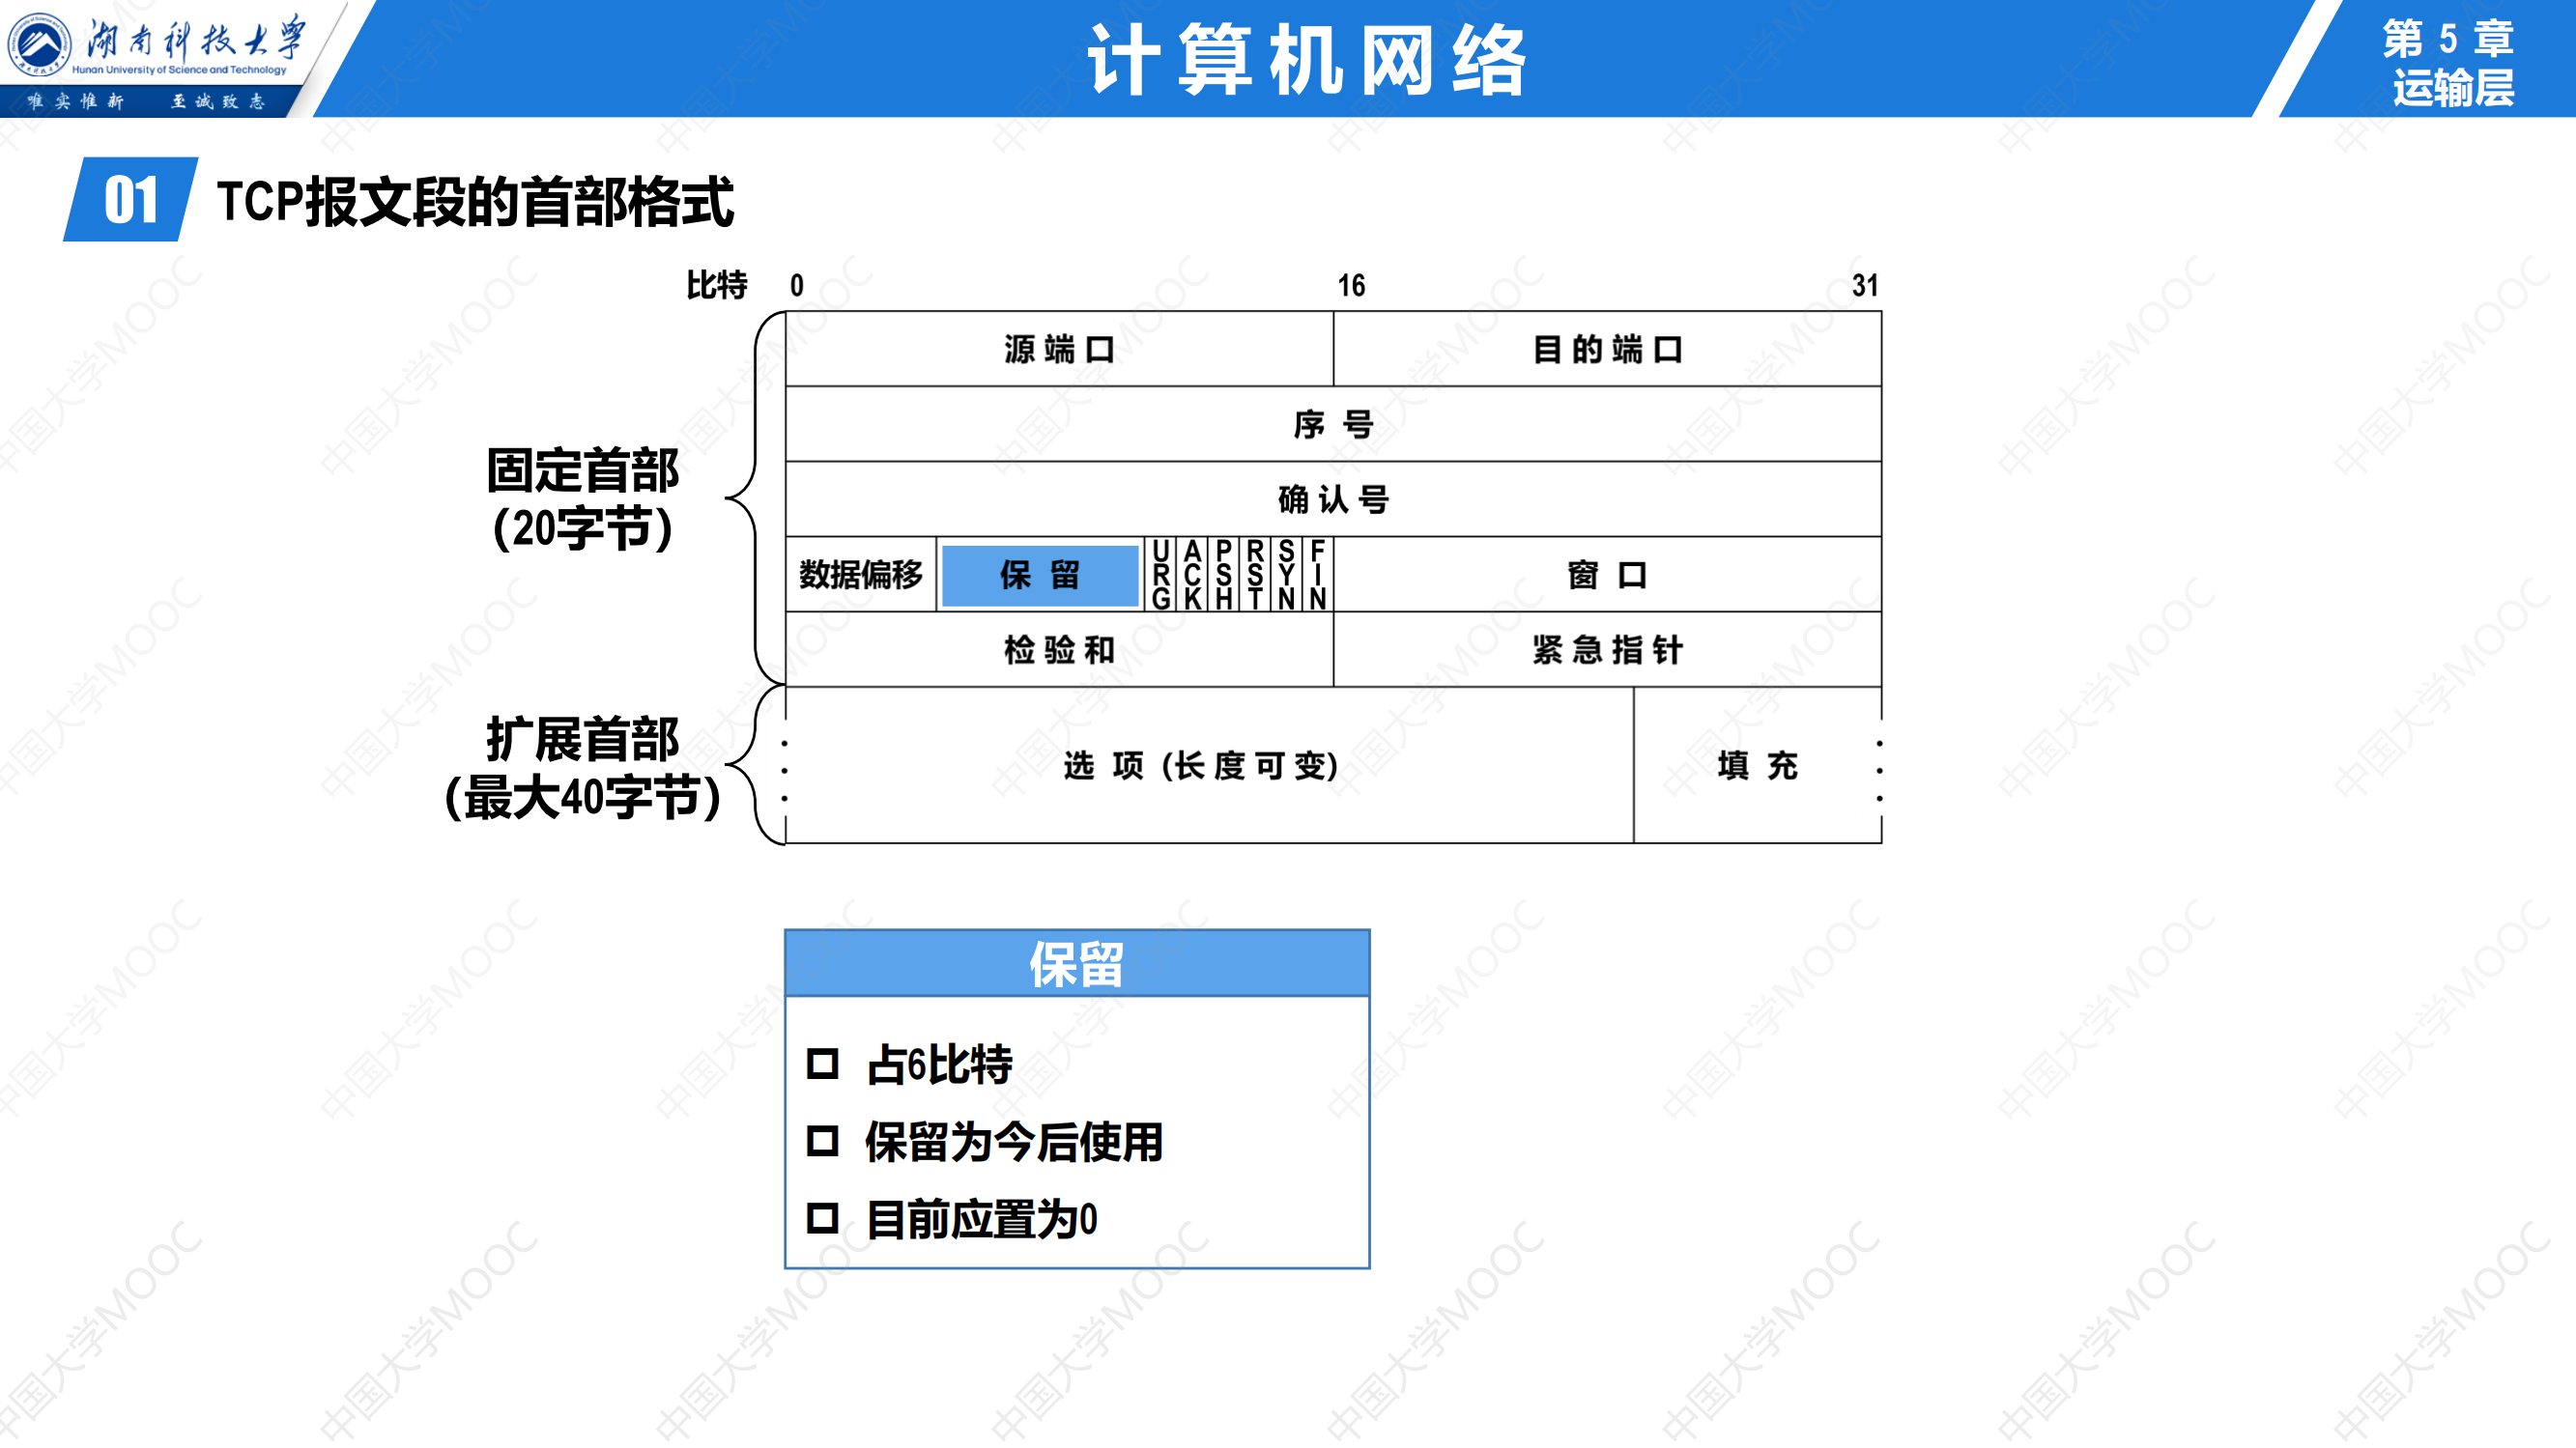 湖南科技大学
Hunan University of Science and Technology
唯实惟新 至诚致志
计算机网络
第 5 章
运输层
01 TCP报文段的首部格式
比特 0 16 31
源端口 目的端口
序号
确认号
固定首部
(20字节)
数据偏移 保留 URG ACK PSH RST SYN FIN 窗口
检验和 紧急指针
扩展首部
(最大40字节)
选项 (长度可变) 填充
保留
占6比特
保留为今后使用
目前应置为0
中国大学MOOC